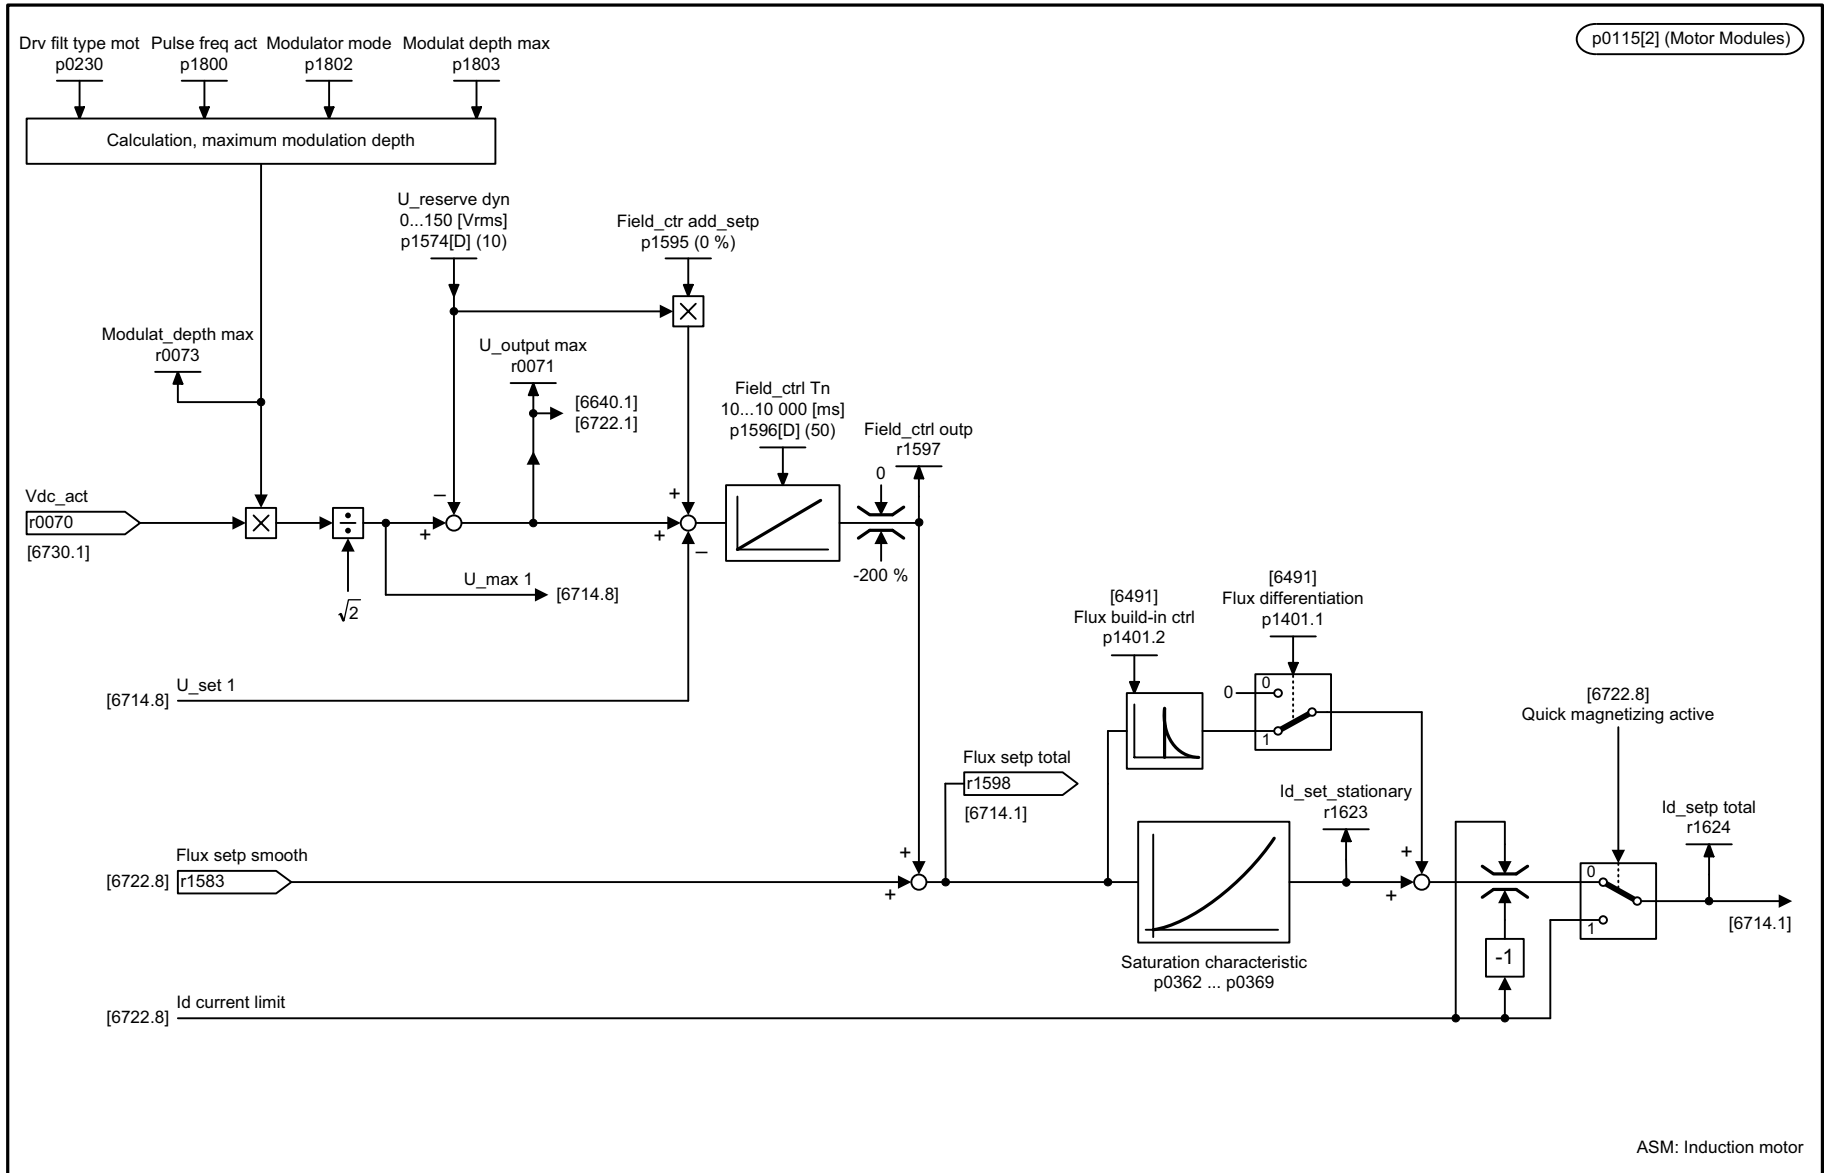 p0115[2] (Motor Modules)
Drv filt type mot
p0230
Pulse freq act
p1800
Modulator mode
p1802
Modulat depth max
p1803
Calculation, maximum modulation depth
U_reserve dyn
0...150 [Vrms]
p1574[D] (10)
Field_ctr add_setp
p1595 (0 %)
×
Modulat_depth max
r0073
U_output max
r0071
[6640.1]
[6722.1]
Field_ctrl Tn
10...10 000 [ms]
p1596[D] (50)
Field_ctrl outp
r1597
0
-200 %
Vdc_act
r0070
[6730.1]
×
÷
√2
–
+
+
+
–
U_max 1
[6714.8]
[6714.8]
U_set 1
[6491]
Flux build-in ctrl
p1401.2
[6491]
Flux differentiation
p1401.1
0
0
1
[6722.8]
Quick magnetizing active
Flux setp total
r1598
[6714.1]
Id_set_stationary
r1623
Id_setp total
r1624
Flux setp smooth
[6722.8]
r1583
+
+
+
+
0
1
[6714.1]
-1
Saturation characteristic
p0362 ... p0369
Id current limit
[6722.8]
ASM: Induction motor